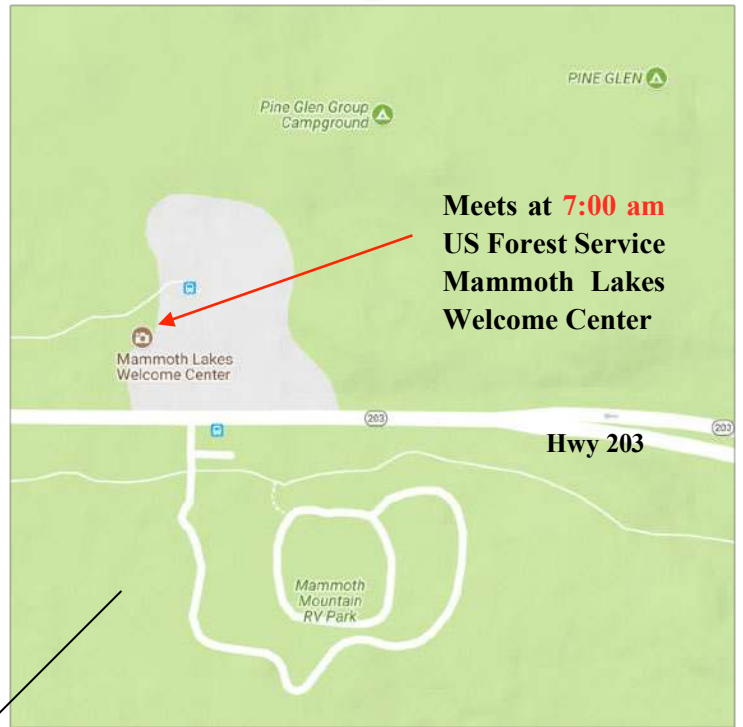 PINE GLEN
Pine Glen Group
Campground
Meets at 7:00 am
US Forest Service
Mammoth Lakes
Welcome Center
Mammoth Lakes
Welcome Center
203
203
Hwy 203
Mammoth
Mountain
RV Park